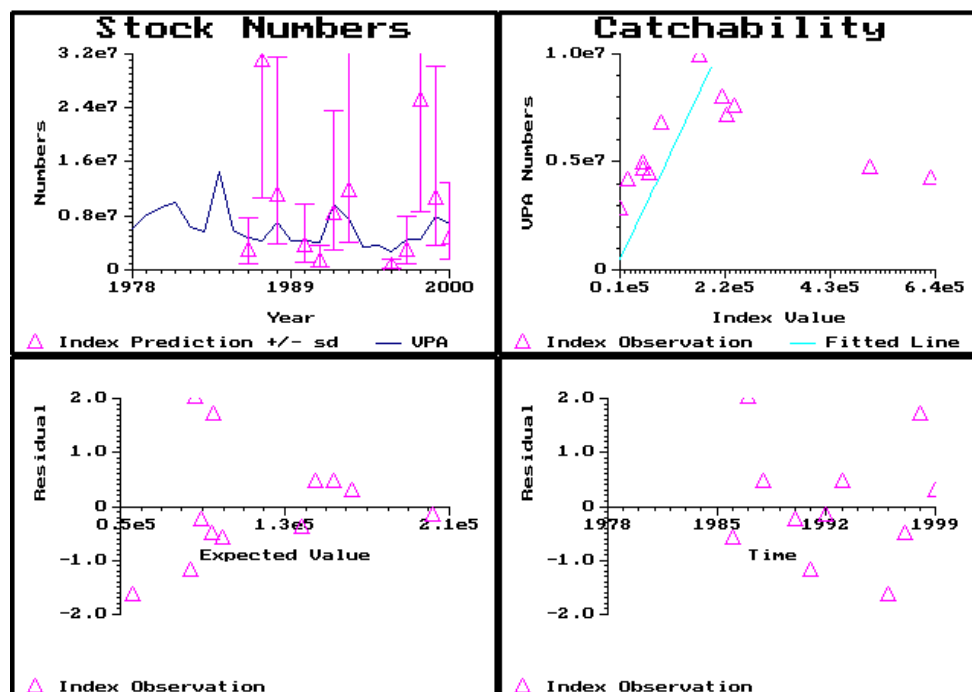 Stock Numbers
3.2e7
2.4e7
1.6e7
0.8e7
0
Numbers
1978 1989 2000
Year
Index Prediction +/- sd VPA
Catchability
1.0e7
0.5e7
0
VPA Numbers
0.1e5 2.2e5 4.3e5 6.4e5
Index Value
Index Observation Fitted Line
2.0
1.0
0
-1.0
-2.0
Residual
0.5e5 1.3e5 2.1e5
Expected Value
Index Observation
2.0
1.0
0
-1.0
-2.0
Residual
1978 1985 1992 1999
Time
Index Observation